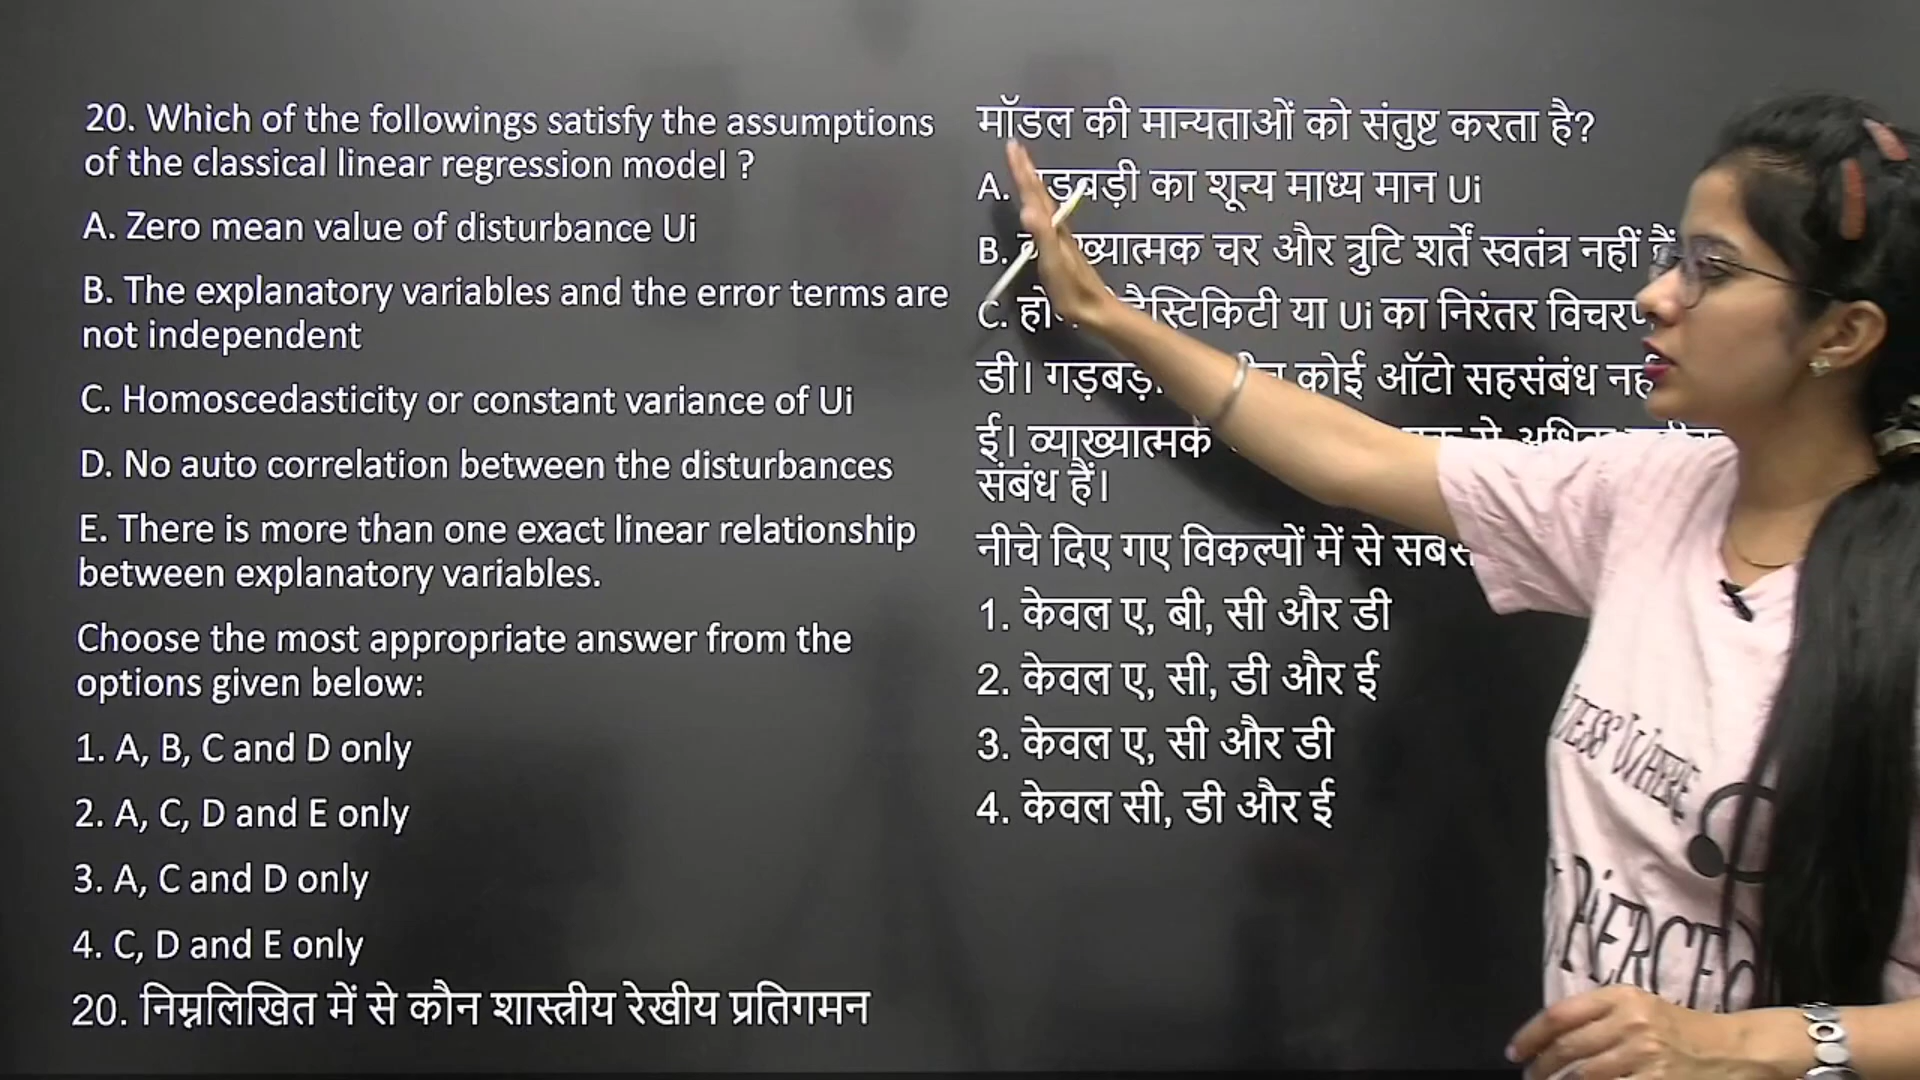 20. Which of the followings satisfy the assumptions
of the classical linear regression model ?
A. Zero mean value of disturbance Ui
B. The explanatory variables and the error terms are
not independent
C. Homoscedasticity or constant variance of Ui
D. No auto correlation between the disturbances
E. There is more than one exact linear relationship
between explanatory variables.
Choose the most appropriate answer from the
options given below:
1. A, B, C and D only
2. A, C, D and E only
3. A, C and D only
4. C, D and E only
20. निम्नलिखित में से कौन शास्त्रीय रेखीय प्रतिगमन
मॉडल की मान्यताओं को संतुष्ट करता है?
A. का शून्य माध्य मान Ui
B. चर और त्रुटि शर्तें स्वतंत्र नहीं
C. या Ui का निरंतर
डी। कोई ऑटो सहसंबंध
ई। व्याख्यात्मक
संबंध हैं।
नीचे दिए गए विकल्पों में से
1. केवल ए, बी, सी और डी
2. केवल ए, सी, डी और ई
3. केवल ए, सी और डी
4. केवल सी, डी और ई